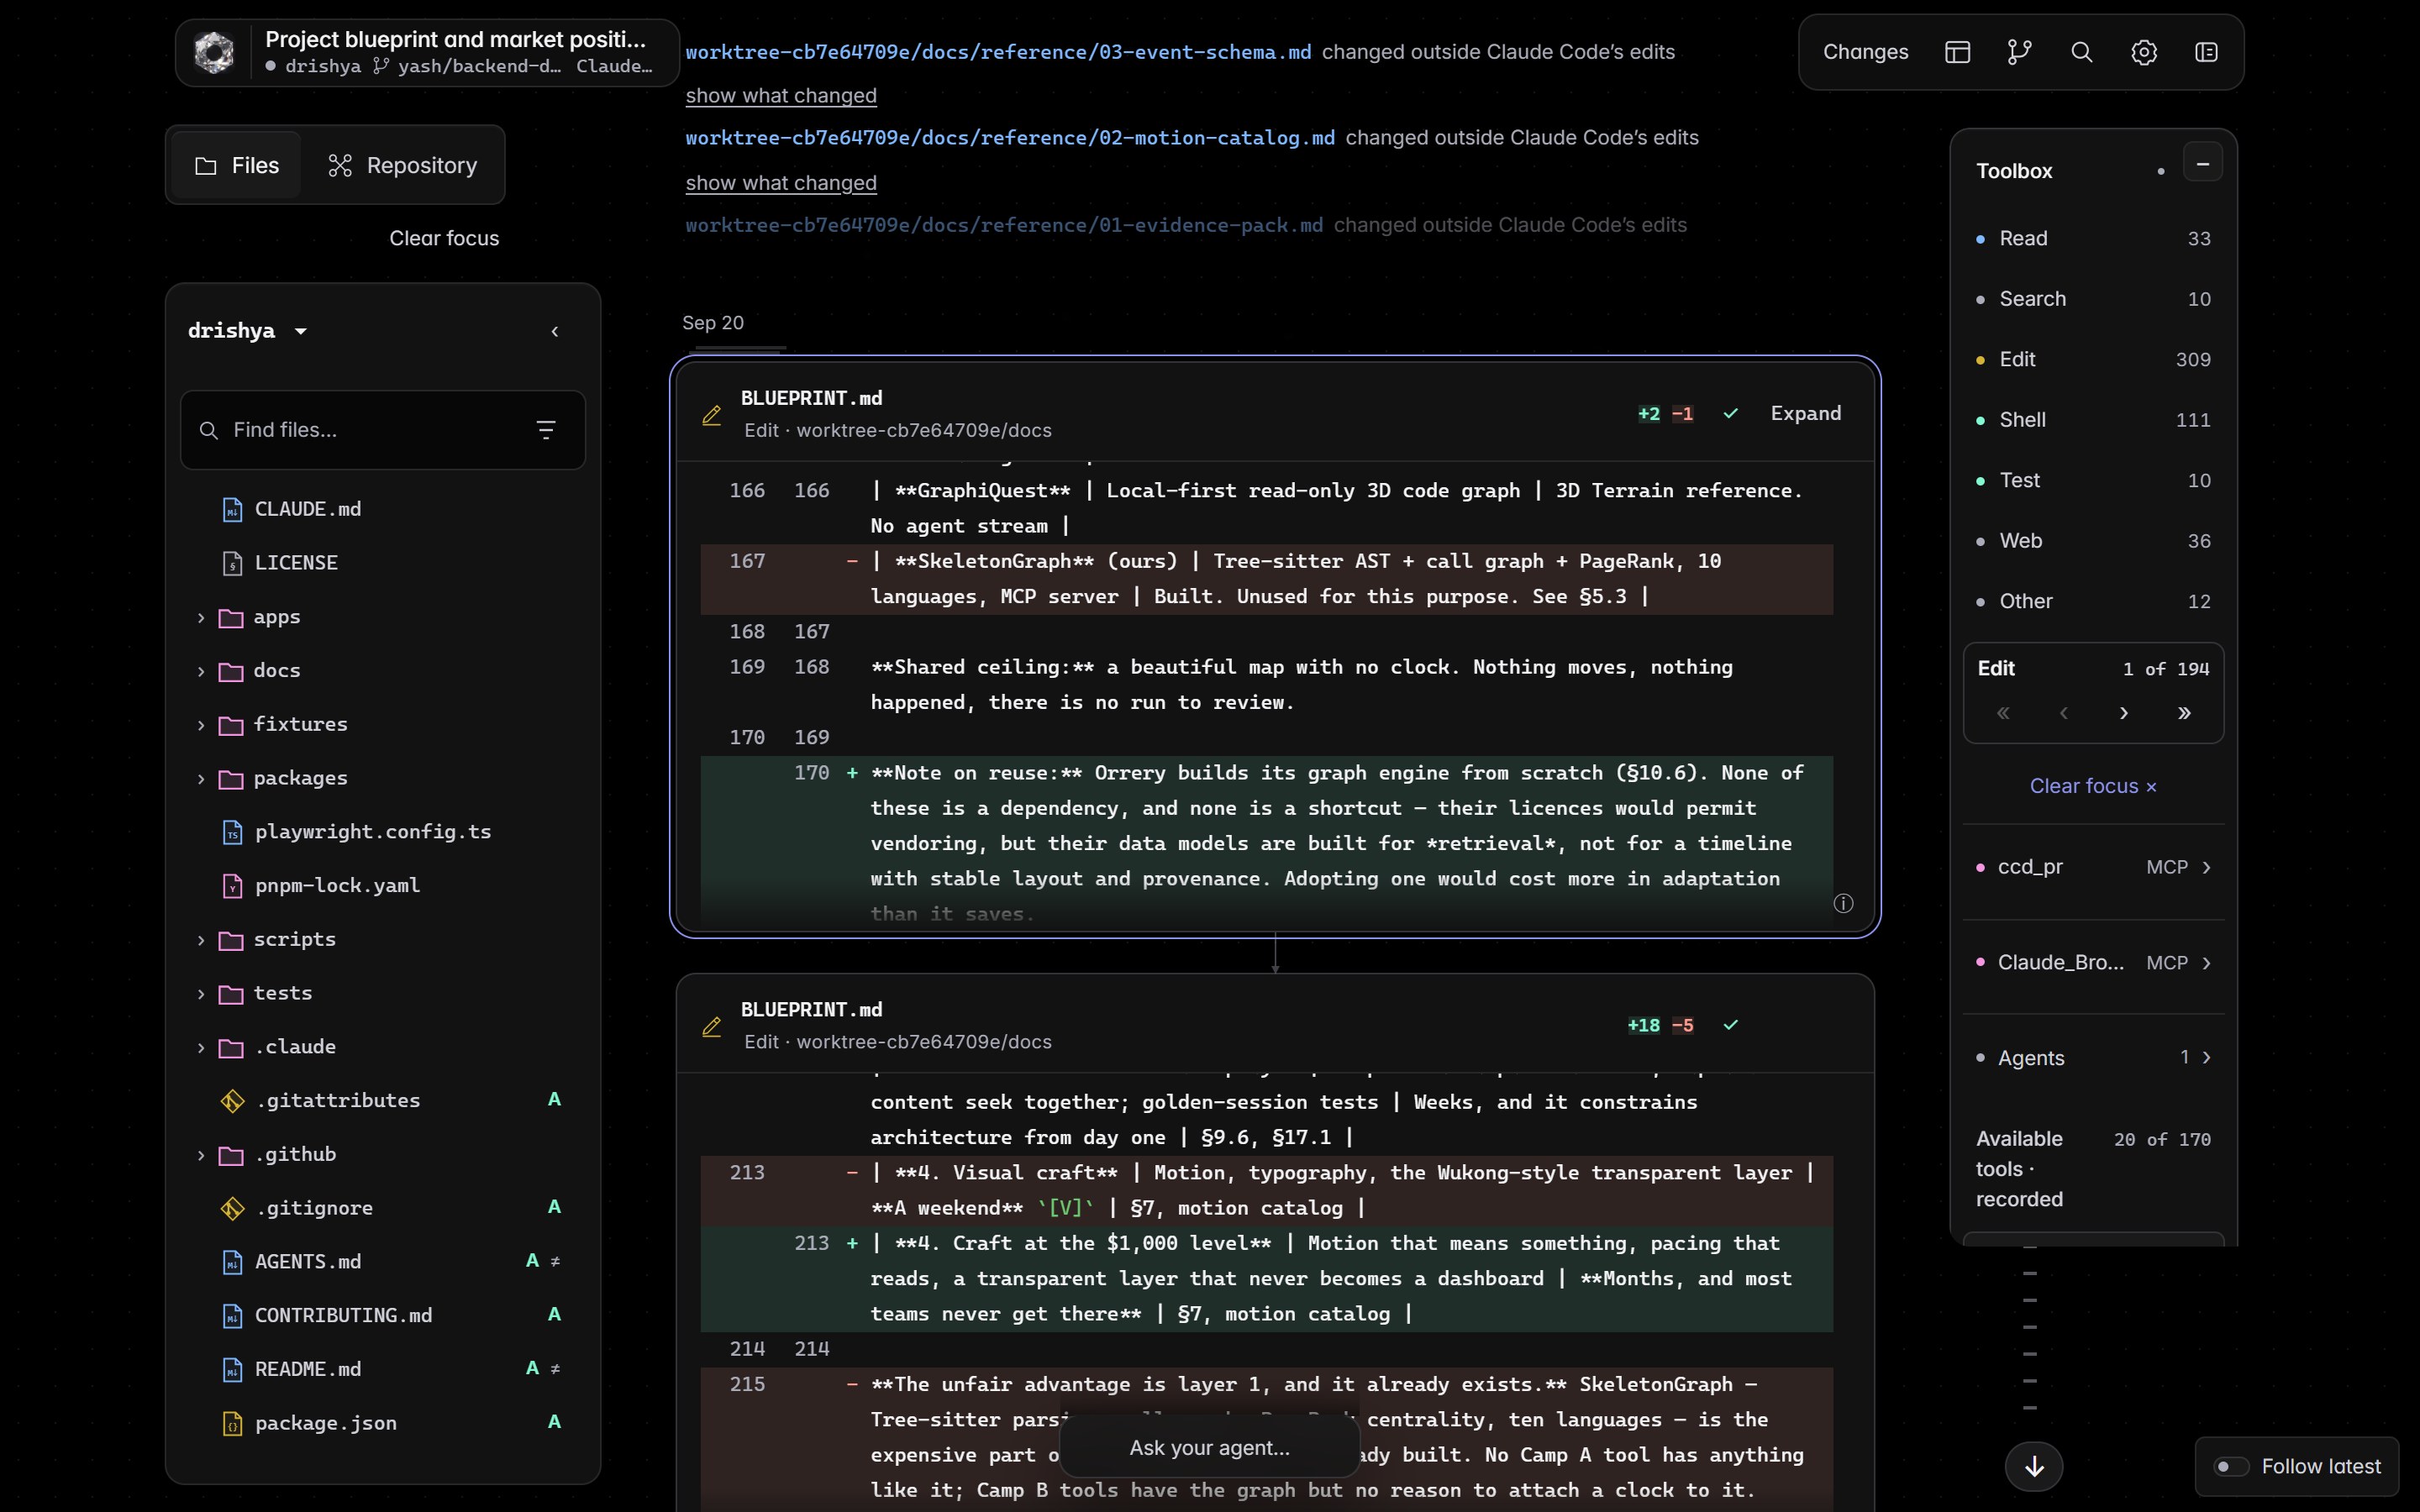 Project blueprint and market positi…
drishya yash/backend-d… Claude…
worktree-cb7e64709e/docs/reference/03-event-schema.md changed outside Claude Code’s edits
show what changed
worktree-cb7e64709e/docs/reference/02-motion-catalog.md changed outside Claude Code’s edits
show what changed
worktree-cb7e64709e/docs/reference/01-evidence-pack.md changed outside Claude Code’s edits
Changes
Files
Repository
Clear focus
drishya
Find files...
CLAUDE.md
LICENSE
apps
docs
fixtures
packages
playwright.config.ts
pnpm-lock.yaml
scripts
tests
.claude
.gitattributes A
.github
.gitignore A
AGENTS.md A ≠
CONTRIBUTING.md A
README.md A ≠
package.json A
Sep 20
BLUEPRINT.md
Edit · worktree-cb7e64709e/docs
+2 −1 ✓ Expand
166 166 | **GraphiQuest** | Local-first read-only 3D code graph | 3D Terrain reference.
No agent stream |
167 − | **SkeletonGraph** (ours) | Tree-sitter AST + call graph + PageRank, 10
languages, MCP server | Built. Unused for this purpose. See §5.3 |
168 167
169 168 **Shared ceiling:** a beautiful map with no clock. Nothing moves, nothing
happened, there is no run to review.
170 169
170 + **Note on reuse:** Orrery builds its graph engine from scratch (§10.6). None of
these is a dependency, and none is a shortcut — their licences would permit
vendoring, but their data models are built for *retrieval*, not for a timeline
with stable layout and provenance. Adopting one would cost more in adaptation
than it saves.
BLUEPRINT.md
Edit · worktree-cb7e64709e/docs
+18 −5 ✓
content seek together; golden-session tests | Weeks, and it constrains
architecture from day one | §9.6, §17.1 |
213 − | **4. Visual craft** | Motion, typography, the Wukong-style transparent layer |
**A weekend** `[V]` | §7, motion catalog |
213 + | **4. Craft at the $1,000 level** | Motion that means something, pacing that
reads, a transparent layer that never becomes a dashboard | **Months, and most
teams never get there** | §7, motion catalog |
214 214
215 − **The unfair advantage is layer 1, and it already exists.** SkeletonGraph —
Tree-sitter centrality, ten languages — is the
expensive part built. No Camp A tool has anything
like it; Camp B tools have the graph but no reason to attach a clock to it.
Ask your agent...
Toolbox
Read 33
Search 10
Edit 309
Shell 111
Test 10
Web 36
Other 12
Edit 1 of 194
« ‹ › »
Clear focus ×
ccd_pr MCP ›
Claude_Bro… MCP ›
Agents 1 ›
Available tools · recorded 20 of 170
Follow latest